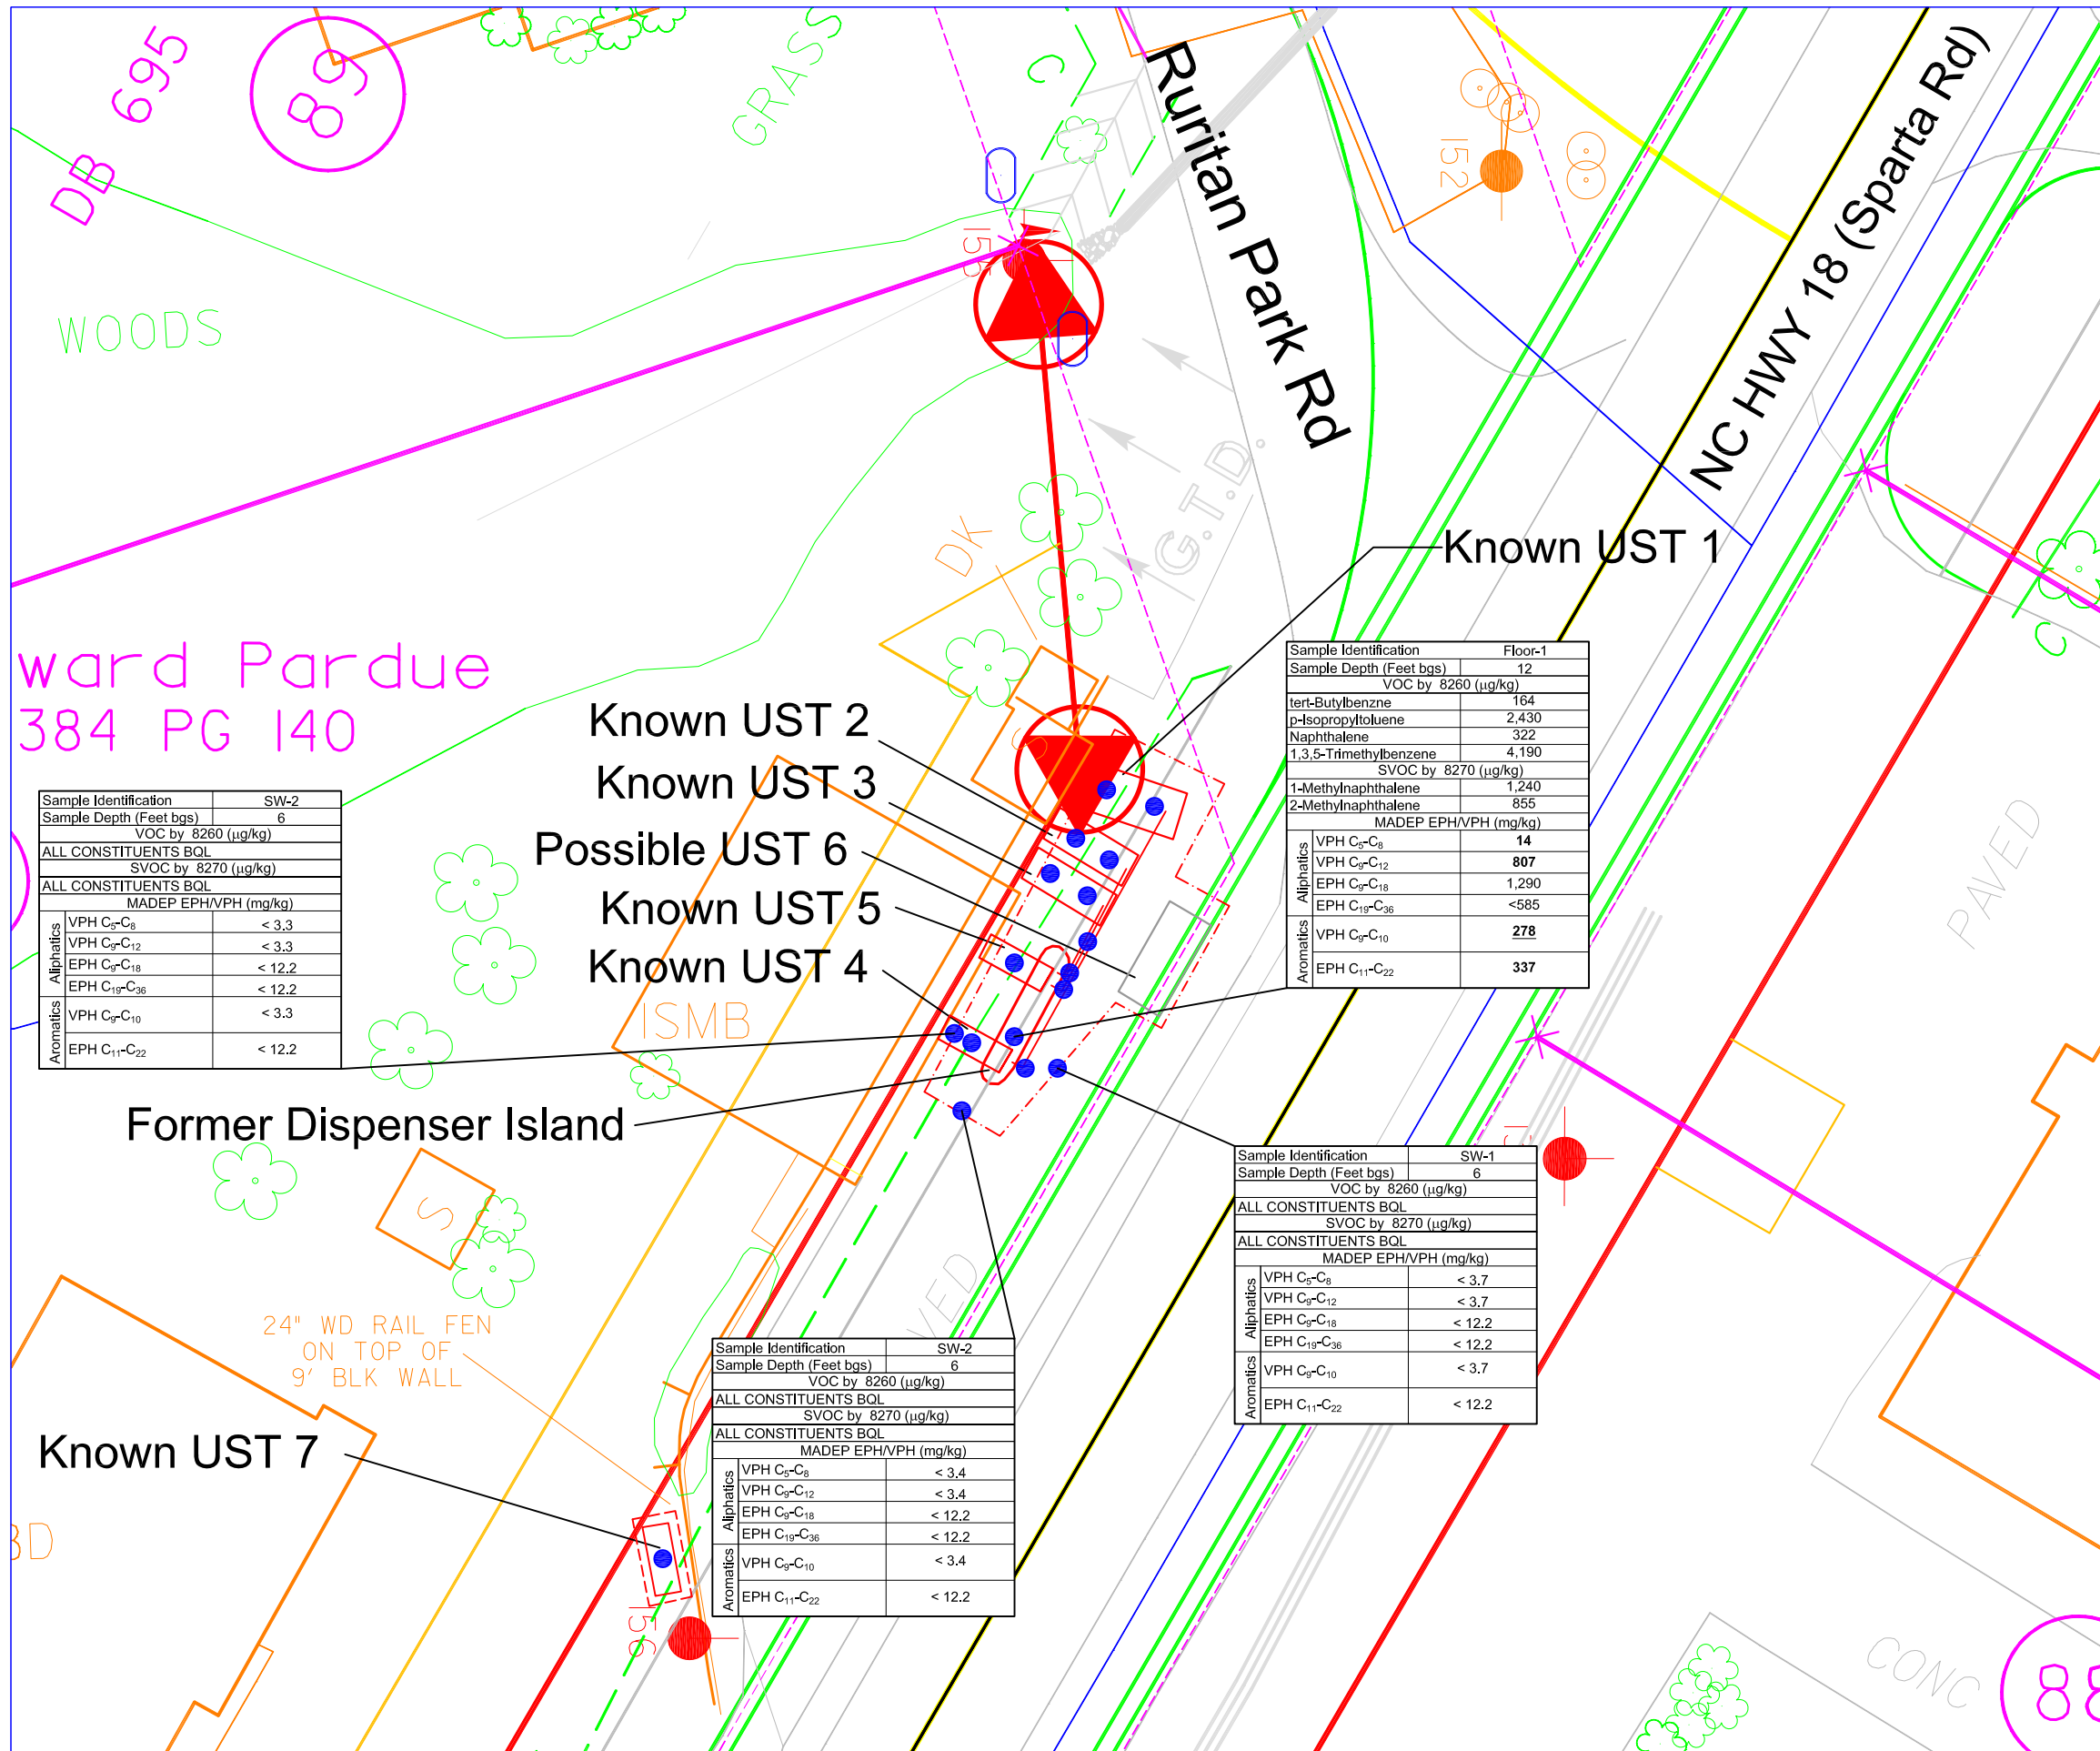 DB 695
89
GRASS
C
Ruritan Park Rd
152
NC HWY 18 (Sparta Rd)
WOODS
155
G.T.D.
DK
Known UST 1
ward Pardue
384 PG 140
Known UST 2
Known UST 3
Possible UST 6
Known UST 5
Known UST 4
S
C
PAVED
Sample Identification Floor-1
Sample Depth (Feet bgs) 12
VOC by 8260 (µg/kg)
tert-Butylbenzne 164
p-Isopropyltoluene 2,430
Naphthalene 322
1,3,5-Trimethylbenzene 4,190
SVOC by 8270 (µg/kg)
1-Methylnaphthalene 1,240
2-Methylnaphthalene 855
MADEP EPH/VPH (mg/kg)
Aliphatics
VPH C5-C8 14
VPH C9-C12 807
EPH C9-C18 1,290
EPH C19-C36 <585
Aromatics
VPH C9-C10 278
EPH C11-C22 337
Sample Identification SW-2
Sample Depth (Feet bgs) 6
VOC by 8260 (µg/kg)
ALL CONSTITUENTS BQL
SVOC by 8270 (µg/kg)
ALL CONSTITUENTS BQL
MADEP EPH/VPH (mg/kg)
Aliphatics
VPH C5-C8 < 3.3
VPH C9-C12 < 3.3
EPH C9-C18 < 12.2
EPH C19-C36 < 12.2
Aromatics
VPH C9-C10 < 3.3
EPH C11-C22 < 12.2
1SMB
Former Dispenser Island
S
Sample Identification SW-1
Sample Depth (Feet bgs) 6
VOC by 8260 (µg/kg)
ALL CONSTITUENTS BQL
SVOC by 8270 (µg/kg)
ALL CONSTITUENTS BQL
MADEP EPH/VPH (mg/kg)
Aliphatics
VPH C5-C8 < 3.7
VPH C9-C12 < 3.7
EPH C9-C18 < 12.2
EPH C19-C36 < 12.2
Aromatics
VPH C9-C10 < 3.7
EPH C11-C22 < 12.2
24" WD RAIL FEN
ON TOP OF
9' BLK WALL
VED
Sample Identification SW-2
Sample Depth (Feet bgs) 6
VOC by 8260 (µg/kg)
ALL CONSTITUENTS BQL
SVOC by 8270 (µg/kg)
ALL CONSTITUENTS BQL
MADEP EPH/VPH (mg/kg)
Aliphatics
VPH C5-C8 < 3.4
VPH C9-C12 < 3.4
EPH C9-C18 < 12.2
EPH C19-C36 < 12.2
Aromatics
VPH C9-C10 < 3.4
EPH C11-C22 < 12.2
Known UST 7
BD
156
CONC
88